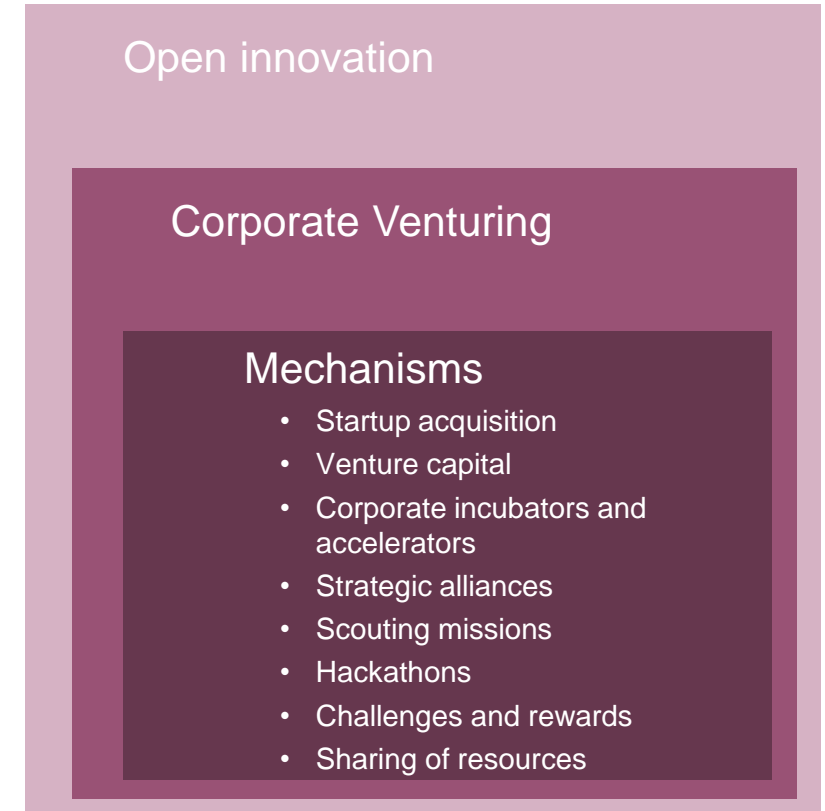 Open innovation
Corporate Venturing
Mechanisms
• Startup acquisition
• Venture capital
• Corporate incubators and
accelerators
• Strategic alliances
• Scouting missions
• Hackathons
• Challenges and rewards
• Sharing of resources